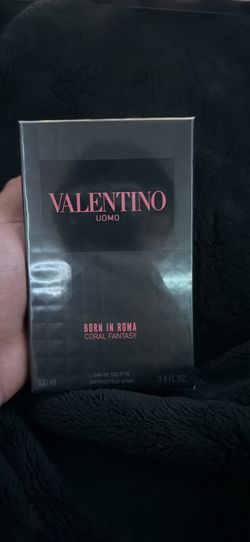 VALENTINO
UOMO
BORN IN ROMA
CORAL FANTASY
EAU DE TOILETTE
VAPORISATEUR SPRAY
100 ml
3.4 FL.OZ.